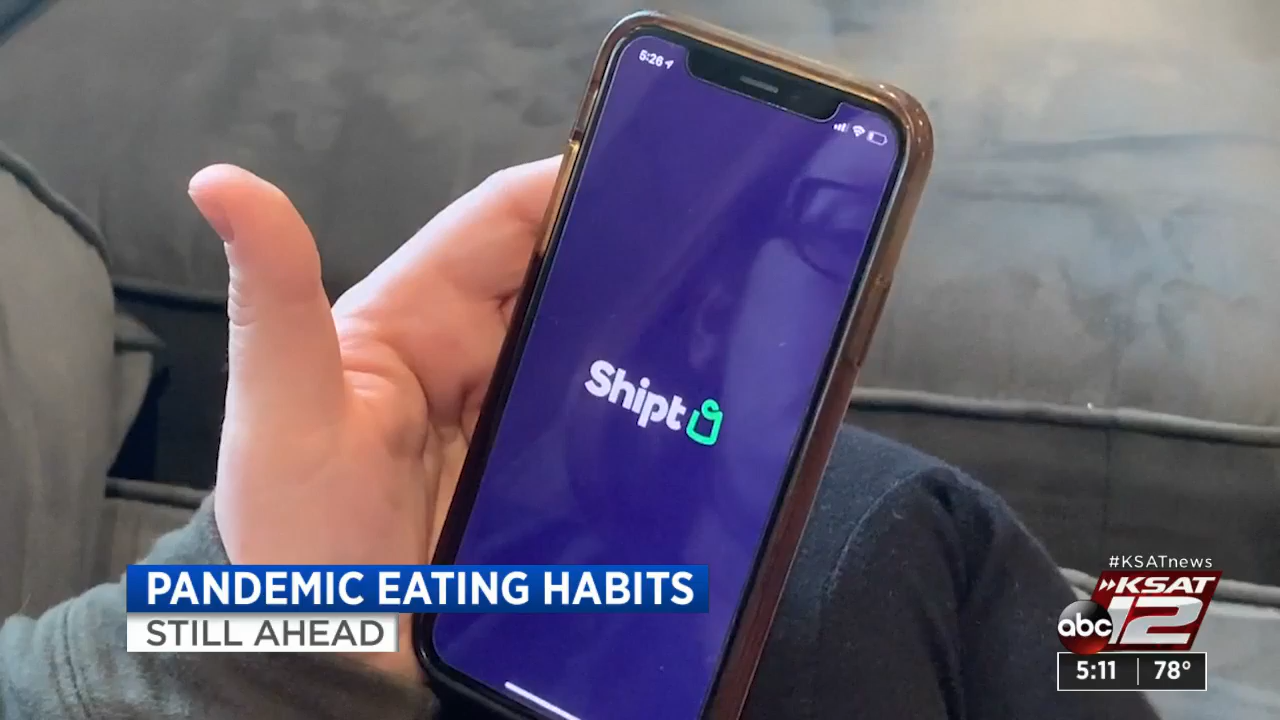 5:26
Shipt
PANDEMIC EATING HABITS
STILL AHEAD
#KSATnews
KSAT
abc 12
5:11 78°